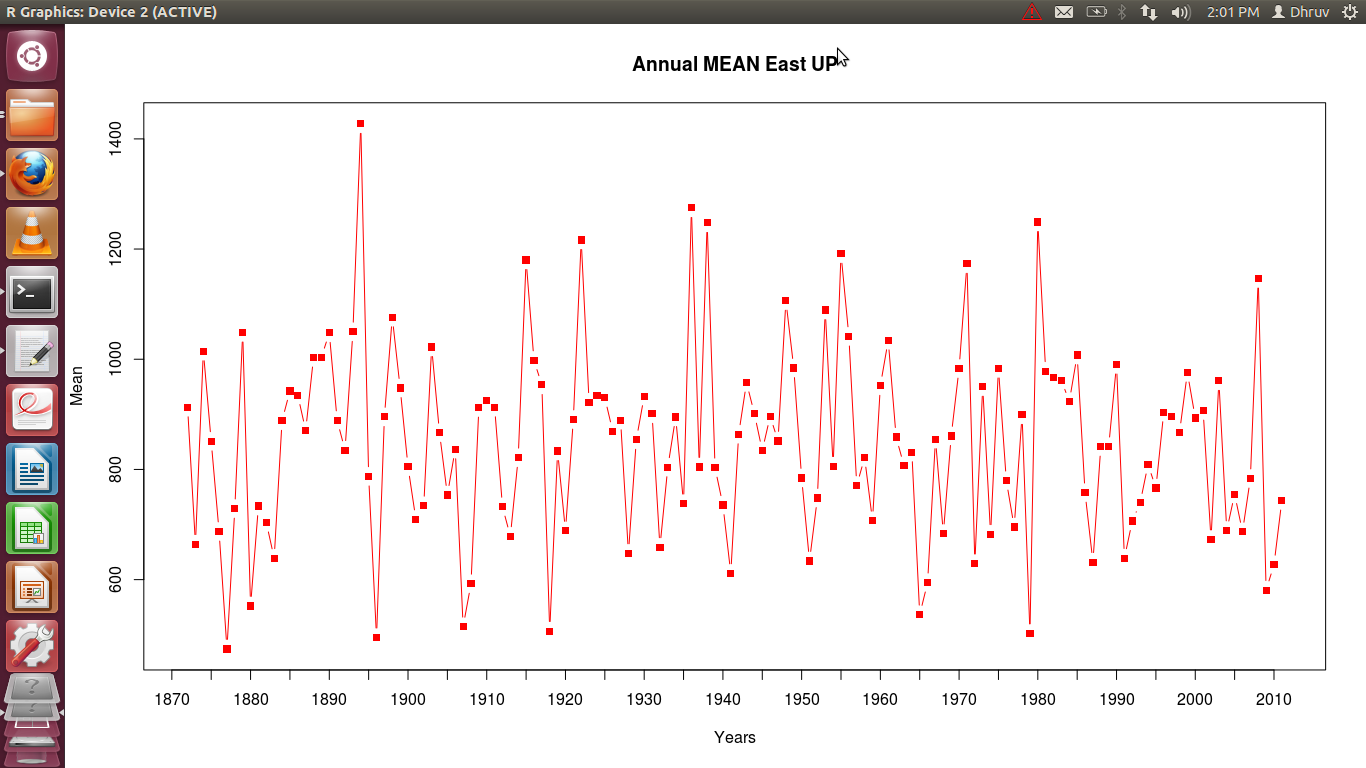 R Graphics: Device 2 (ACTIVE)
2:01 PM
Dhruv
Annual MEAN East UP
Mean
1400
1200
1000
800
600
1870 1880 1890 1900 1910 1920 1930 1940 1950 1960 1970 1980 1990 2000 2010
Years